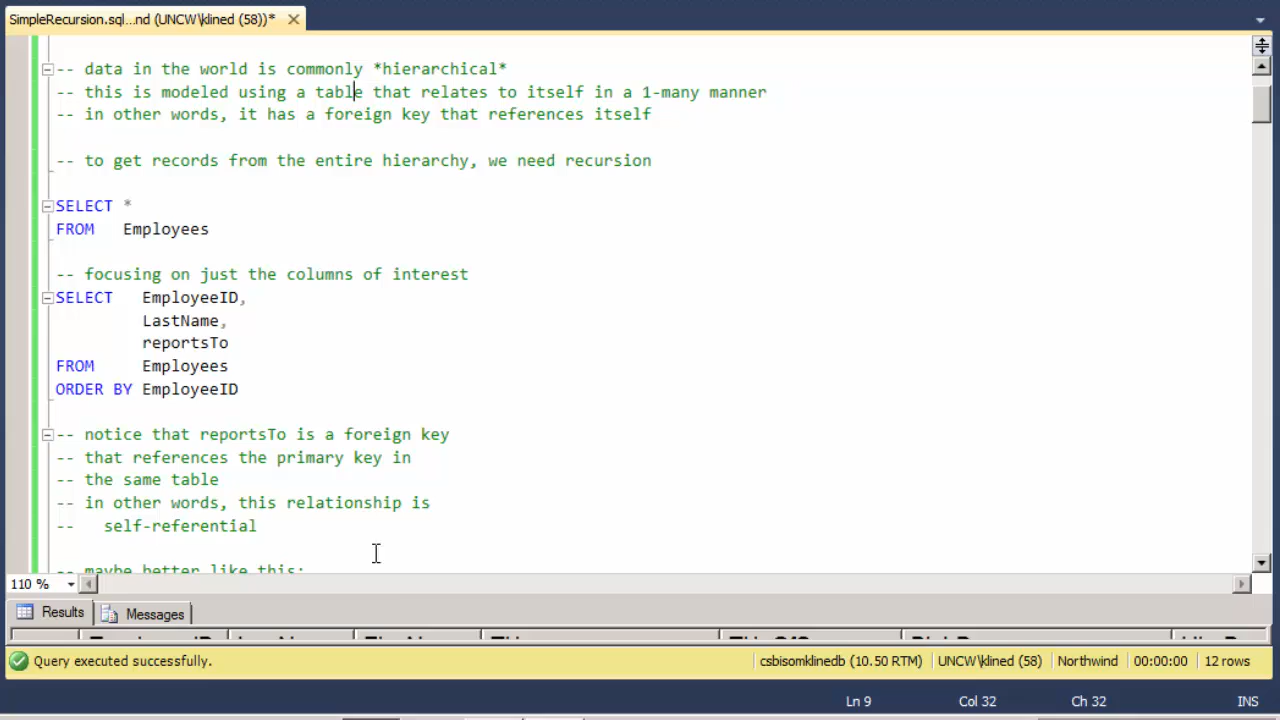 SimpleRecursion.sql...nd (UNCW\klined (58))*
-- data in the world is commonly *hierarchical*
-- this is modeled using a table that relates to itself in a 1-many manner
-- in other words, it has a foreign key that references itself
-- to get records from the entire hierarchy, we need recursion
SELECT *
FROM Employees
-- focusing on just the columns of interest
SELECT EmployeeID,
LastName,
reportsTo
FROM Employees
ORDER BY EmployeeID
-- notice that reportsTo is a foreign key
-- that references the primary key in
-- the same table
-- in other words, this relationship is
-- self-referential
-- maybe better like this:
110 %
Results Messages
Query executed successfully. csbisomklinedb (10.50 RTM) UNCW\klined (58) Northwind 00:00:00 12 rows
Ln 9 Col 32 Ch 32 INS